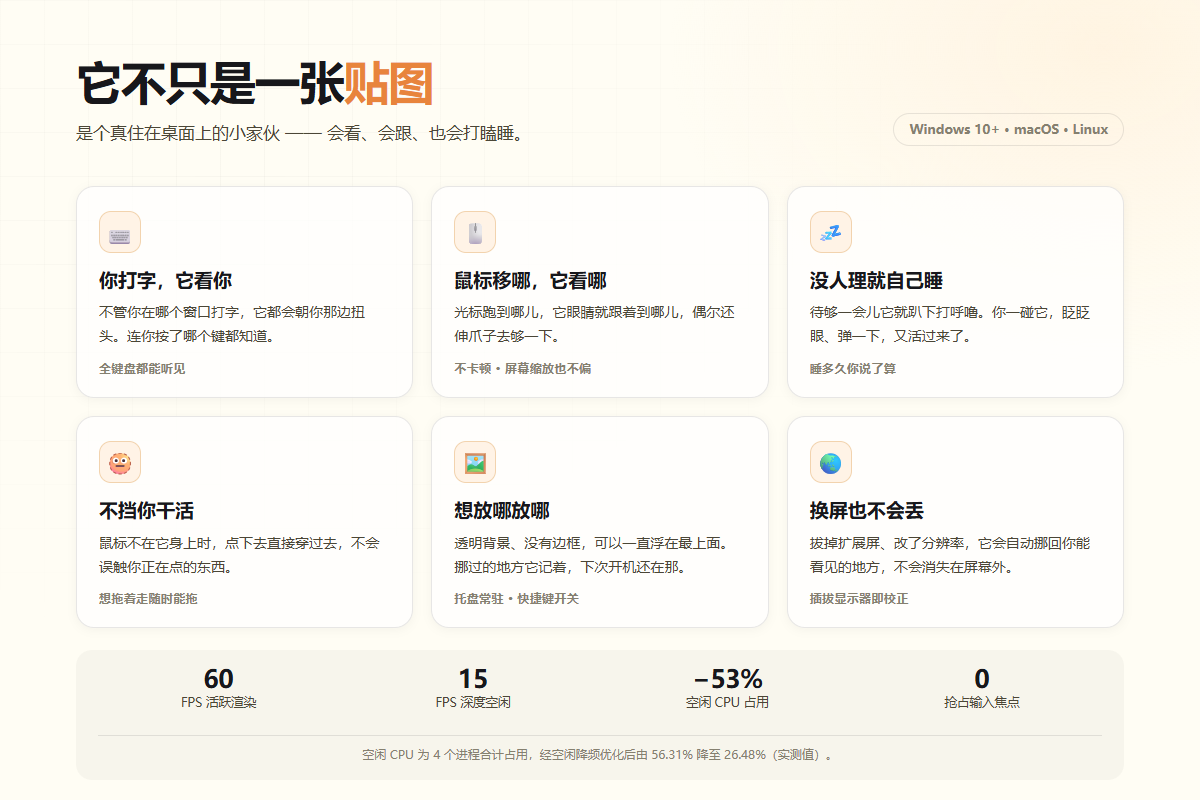 它不只是一张贴图
是个真住在桌面上的小家伙 —— 会看、会跟、也会打瞌睡。
Windows 10+ • macOS • Linux
你打字，它看你
不管你在哪个窗口打字，它都会朝你那边扭
头。连你按了哪个键都知道。
全键盘都能听见
鼠标移哪，它看哪
光标跑到哪儿，它眼睛就跟着到哪儿，偶尔还
伸爪子去够一下。
不卡顿 • 屏幕缩放也不偏
没人理就自己睡
待够一会儿它就趴下打呼噜。你一碰它，眨眨
眼、弹一下，又活过来了。
睡多久你说了算
不挡你干活
鼠标不在它身上时，点下去直接穿过去，不会
误触你正在点的东西。
想拖着走随时能拖
想放哪放哪
透明背景、没有边框，可以一直浮在最上面。
挪过的地方它记着，下次开机还在那。
托盘常驻 • 快捷键开关
换屏也不会丢
拔掉扩展屏、改了分辨率，它会自动挪回你能
看见的地方，不会消失在屏幕外。
插拔显示器即校正
60
FPS 活跃渲染
15
FPS 深度空闲
−53%
空闲 CPU 占用
0
抢占输入焦点
空闲 CPU 为 4 个进程合计占用，经空闲降频优化后由 56.31% 降至 26.48%（实测值）。